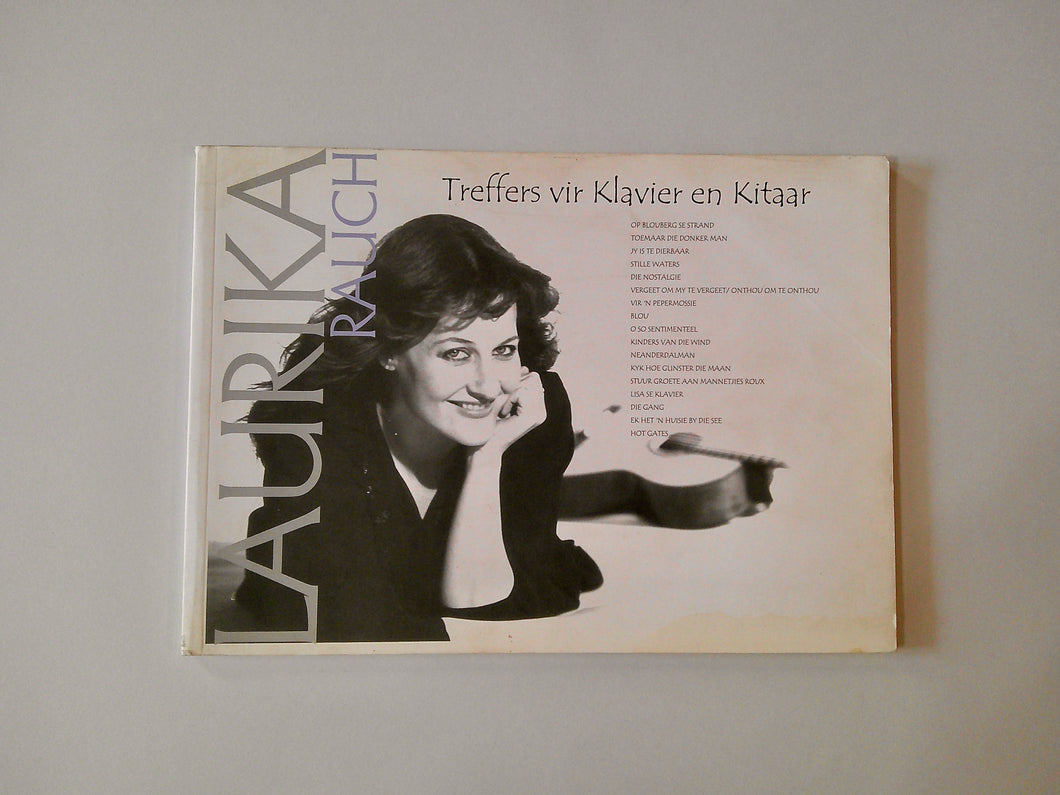 LAURIKA
RAUCH
Treffers vir Klavier en Kitaar
OP BLOUBERG SE STRAND
TOEMAAR DIE DONKER MAN
JY IS TE DIERBAAR
STILLE WATERS
DIE NOSTALGIE
VERGEET OM MY TE VERGEET/ ONTHOU OM TE ONTHOU
VIR 'N PEPERMOSSIE
BLOU
O SO SENTIMENTEEL
KINDERS VAN DIE WIND
NEANDERDALMAN
KYK HOE GLINSTER DIE MAAN
STUUR GROETE AAN MANNETJIES ROUX
LISA SE KLAVIER
DIE GANG
EK HET 'N HUISIE BY DIE SEE
HOT GATES